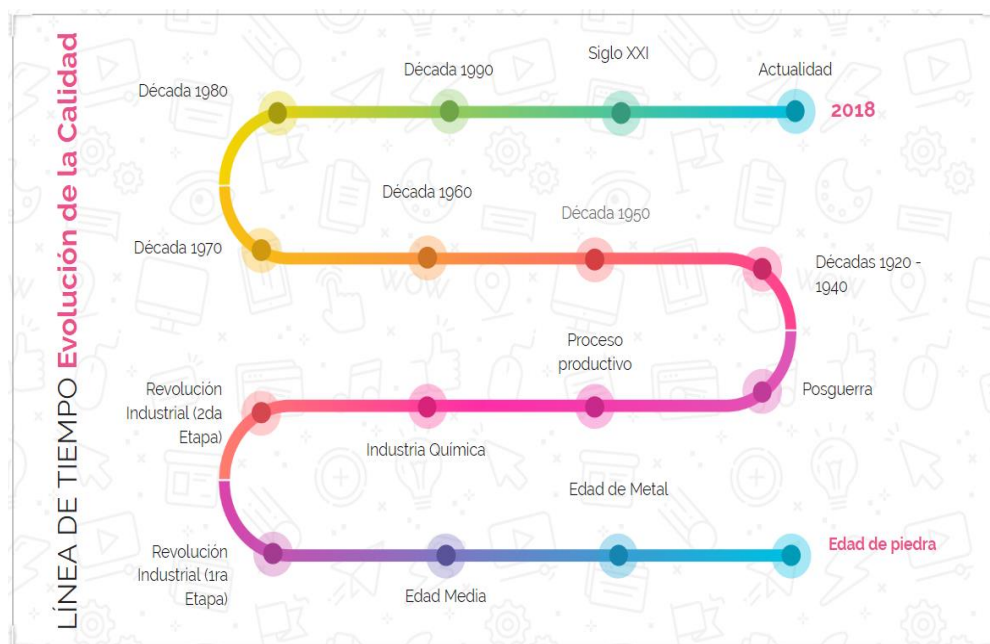 LÍNEA DE TIEMPO Evolución de la Calidad
Década 1980
Década 1990
Siglo XXI
Actualidad
2018
Década 1970
Década 1960
Década 1950
Décadas 1920 -
1940
Revolución
Industrial (2da
Etapa)
Industria Química
Proceso
productivo
Posguerra
Revolución
Industrial (1ra
Etapa)
Edad Media
Edad de Metal
Edad de piedra
WOW
WOW